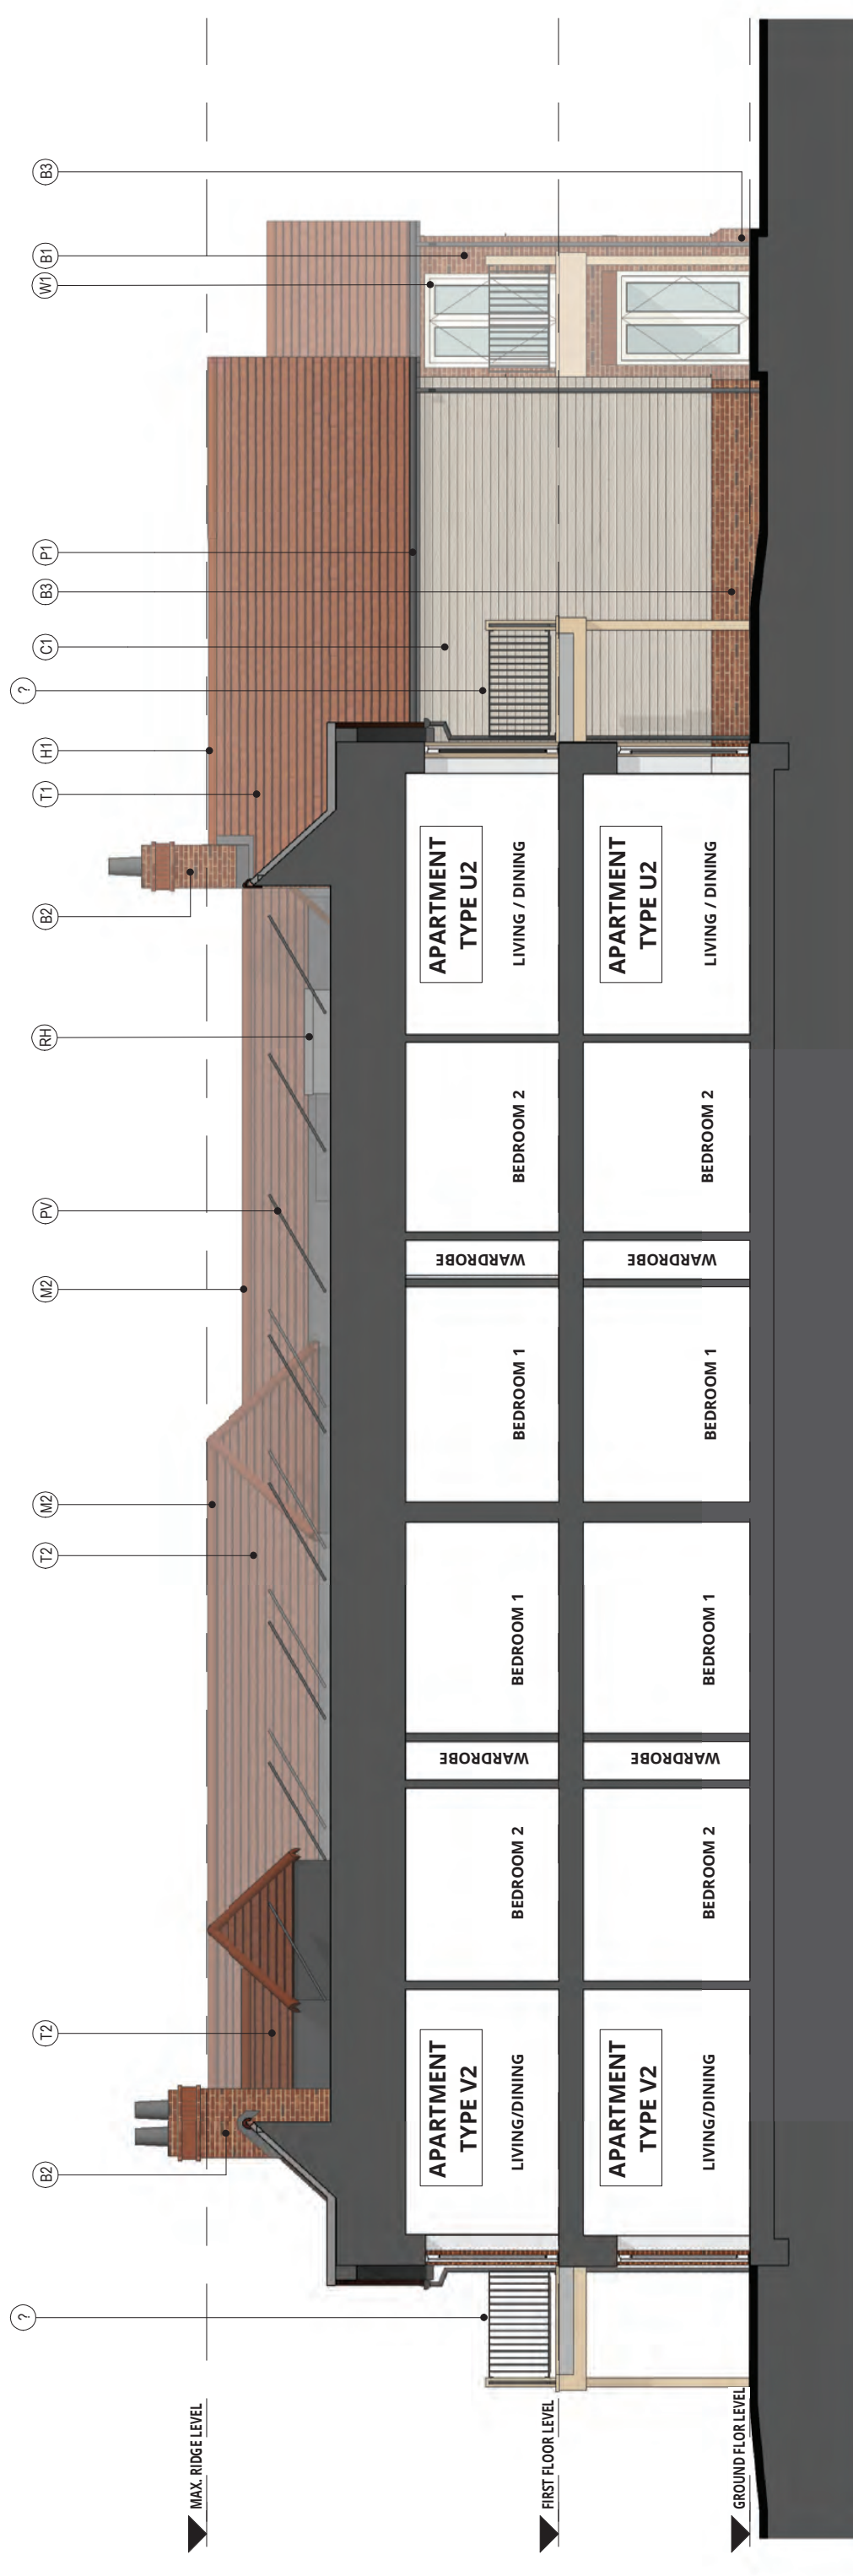 ?
?
B2
T2
T2
M2
M2
PV
RH
B2
T1
H1
C1
B3
P1
W1
B1
B3
MAX. RIDGE LEVEL
FIRST FLOOR LEVEL
GROUND FLOR LEVEL
APARTMENT
TYPE V2
LIVING/DINING
BEDROOM 2
WARDROBE
BEDROOM 1
BEDROOM 1
WARDROBE
BEDROOM 2
APARTMENT
TYPE U2
LIVING / DINING
APARTMENT
TYPE V2
LIVING/DINING
BEDROOM 2
WARDROBE
BEDROOM 1
BEDROOM 1
WARDROBE
BEDROOM 2
APARTMENT
TYPE U2
LIVING / DINING